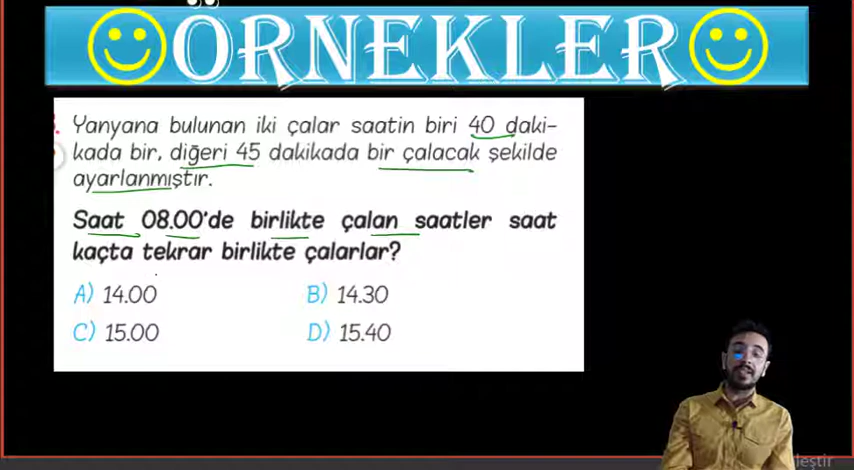 ÖRNEKLER
Yanyana bulunan iki çalar saatin biri 40 daki-
kada bir, diğeri 45 dakikada bir çalacak şekilde
ayarlanmıştır.
Saat 08.00'de birlikte çalan saatler saat
kaçta tekrar birlikte çalarlar?
A) 14.00 B) 14.30
C) 15.00 D) 15.40